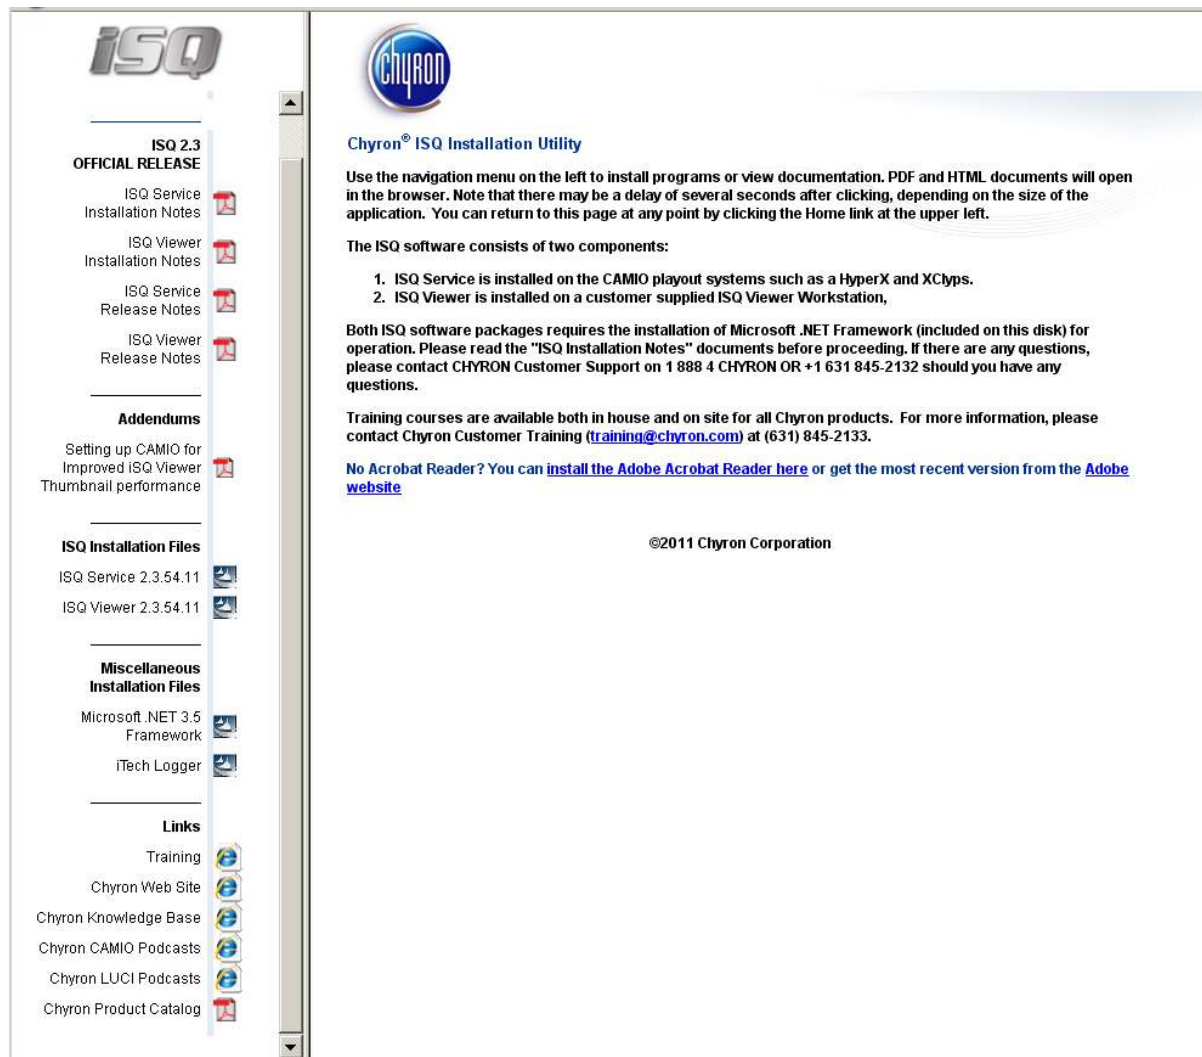 iSQ
ISQ 2.3
OFFICIAL RELEASE
ISQ Service
Installation Notes
ISQ Viewer
Installation Notes
ISQ Service
Release Notes
ISQ Viewer
Release Notes
Addendums
Setting up CAMIO for
Improved iSQ Viewer
Thumbnail performance
ISQ Installation Files
ISQ Service 2.3.54.11
ISQ Viewer 2.3.54.11
Miscellaneous
Installation Files
Microsoft .NET 3.5
Framework
iTech Logger
Links
Training
Chyron Web Site
Chyron Knowledge Base
Chyron CAMIO Podcasts
Chyron LUCI Podcasts
Chyron Product Catalog
chyron
Chyron® ISQ Installation Utility
Use the navigation menu on the left to install programs or view documentation. PDF and HTML documents will open
in the browser. Note that there may be a delay of several seconds after clicking, depending on the size of the
application. You can return to this page at any point by clicking the Home link at the upper left.
The ISQ software consists of two components:
1. ISQ Service is installed on the CAMIO playout systems such as a HyperX and XClyps.
2. ISQ Viewer is installed on a customer supplied ISQ Viewer Workstation,
Both ISQ software packages requires the installation of Microsoft .NET Framework (included on this disk) for
operation. Please read the "ISQ Installation Notes" documents before proceeding. If there are any questions,
please contact CHYRON Customer Support on 1 888 4 CHYRON OR +1 631 845-2132 should you have any
questions.
Training courses are available both in house and on site for all Chyron products. For more information, please
contact Chyron Customer Training (training@chyron.com) at (631) 845-2133.
No Acrobat Reader? You can install the Adobe Acrobat Reader here or get the most recent version from the Adobe
website
©2011 Chyron Corporation